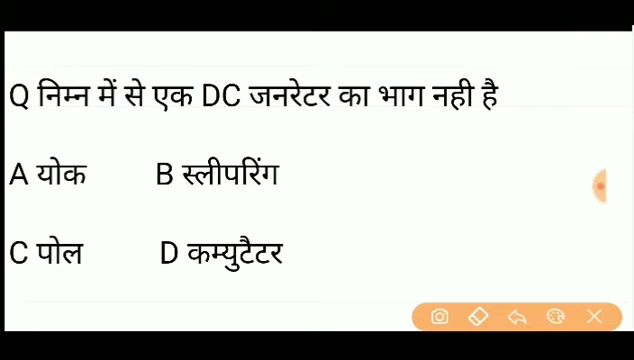 Q निम्न में से एक DC जनरेटर का भाग नही है
A योक B स्लीपरिंग
C पोल D कम्युटैटर